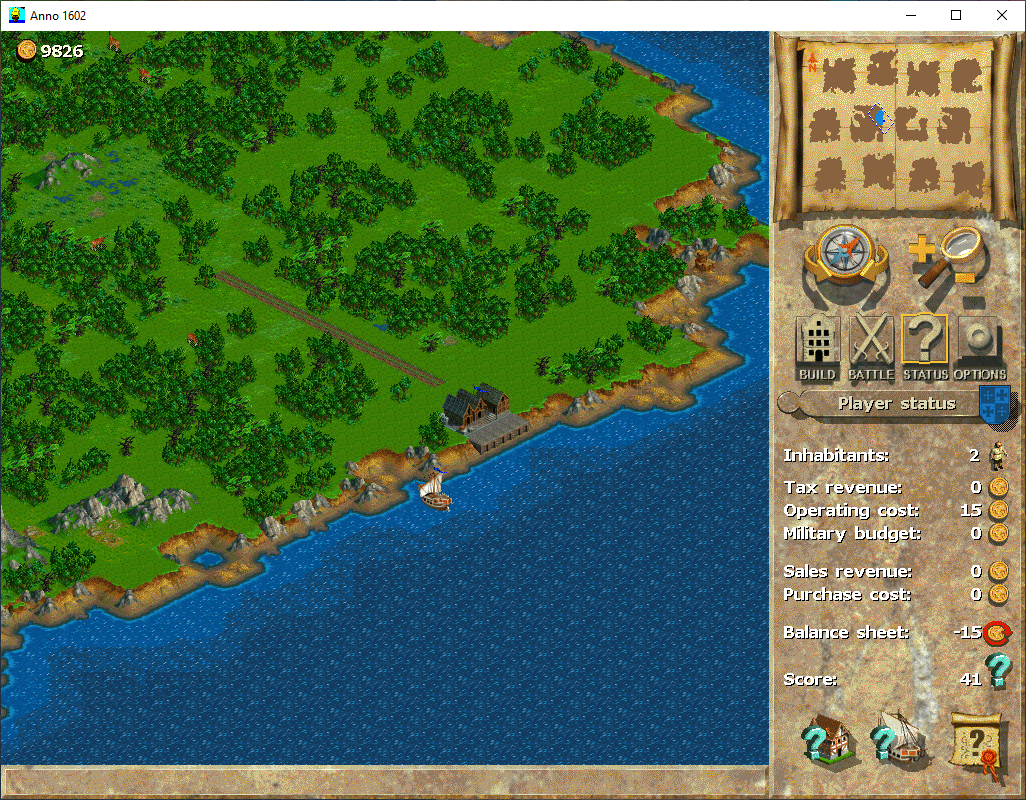 Anno 1602
9826
N
BUILD BATTLE STATUS OPTIONS
Player status
Inhabitants: 2
Tax revenue: 0
Operating cost: 15
Military budget: 0
Sales revenue: 0
Purchase cost: 0
Balance sheet: -15
Score: 41